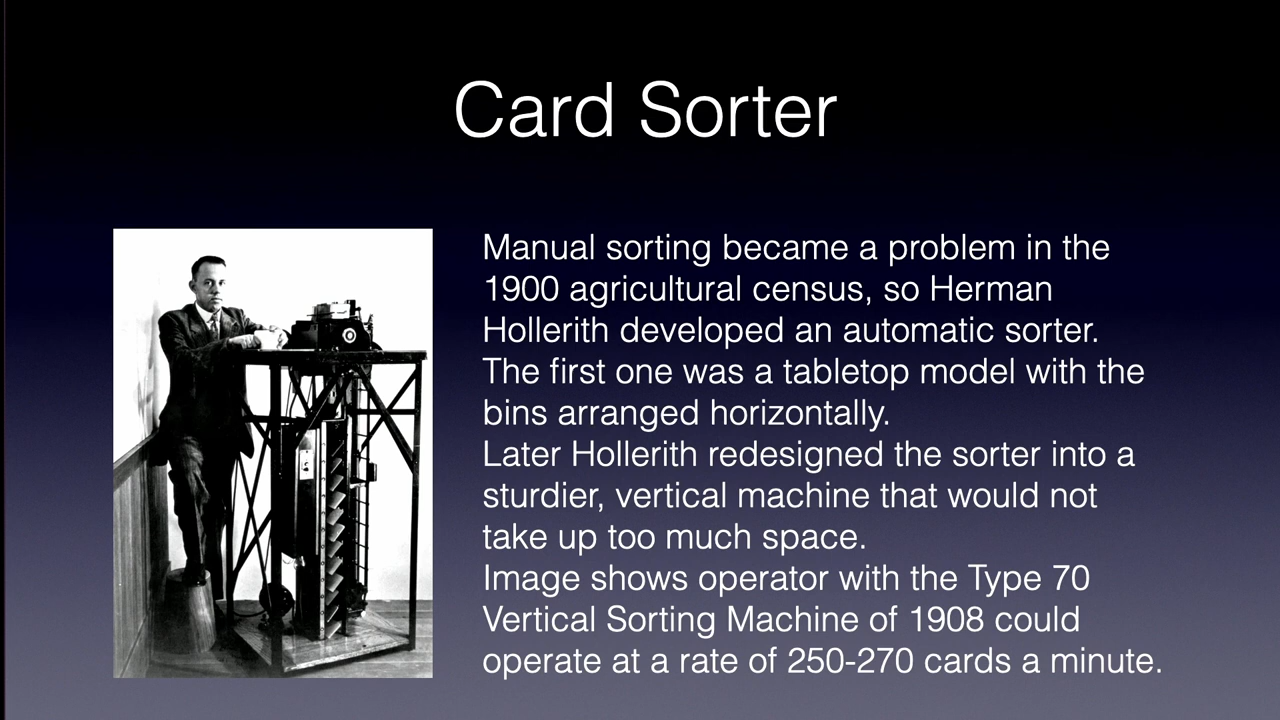 Card Sorter
Manual sorting became a problem in the
1900 agricultural census, so Herman
Hollerith developed an automatic sorter.
The first one was a tabletop model with the
bins arranged horizontally.
Later Hollerith redesigned the sorter into a
sturdier, vertical machine that would not
take up too much space.
Image shows operator with the Type 70
Vertical Sorting Machine of 1908 could
operate at a rate of 250-270 cards a minute.